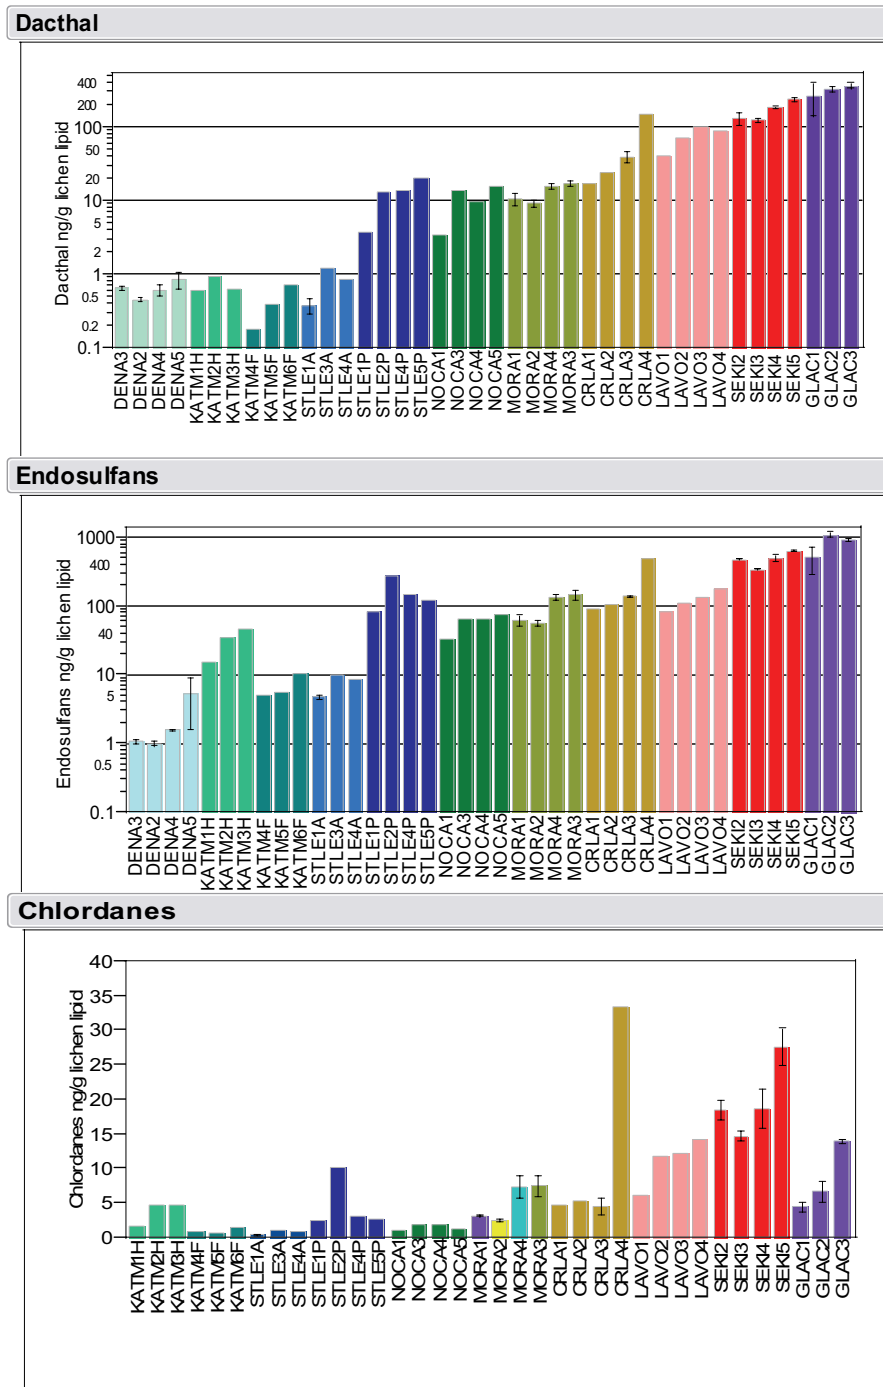 Dacthal
Dacthal ng/g lichen lipid
400
200
100
50
20
10
5
2
1
0.5
0.2
0.1
DENA3
DENA2
DENA4
DENA5
KATM1H
KATM2H
KATM3H
KATM4F
KATM5F
KATM6F
STLE1A
STLE3A
STLE4A
STLE1P
STLE2P
STLE4P
STLE5P
NOCA1
NOCA3
NOCA4
NOCA5
MORA1
MORA2
MORA4
MORA3
CRLA1
CRLA2
CRLA3
CRLA4
LAVO1
LAVO2
LAVO3
LAVO4
SEKI2
SEKI3
SEKI4
SEKI5
GLAC1
GLAC2
GLAC3
Endosulfans
Endosulfans ng/g lichen lipid
1000
400
100
40
10
5
1
0.5
0.1
DENA3
DENA2
DENA4
DENA5
KATM1H
KATM2H
KATM3H
KATM4F
KATM5F
KATM6F
STLE1A
STLE3A
STLE4A
STLE1P
STLE2P
STLE4P
STLE5P
NOCA1
NOCA3
NOCA4
NOCA5
MORA1
MORA2
MORA4
MORA3
CRLA1
CRLA2
CRLA3
CRLA4
LAVO1
LAVO2
LAVO3
LAVO4
SEKI2
SEKI3
SEKI4
SEKI5
GLAC1
GLAC2
GLAC3
Chlordanes
Chlordanes ng/g lichen lipid
40
35
30
25
20
15
10
5
0
KATM1H
KATM2H
KATM3H
KATM4F
KATM5F
KATM6F
STLE1A
STLE3A
STLE4A
STLE1P
STLE2P
STLE4P
STLE5P
NOCA1
NOCA3
NOCA4
NOCA5
MORA1
MORA2
MORA4
MORA3
CRLA1
CRLA2
CRLA3
CRLA4
LAVO1
LAVO2
LAVO3
LAVO4
SEKI2
SEKI3
SEKI4
SEKI5
GLAC1
GLAC2
GLAC3